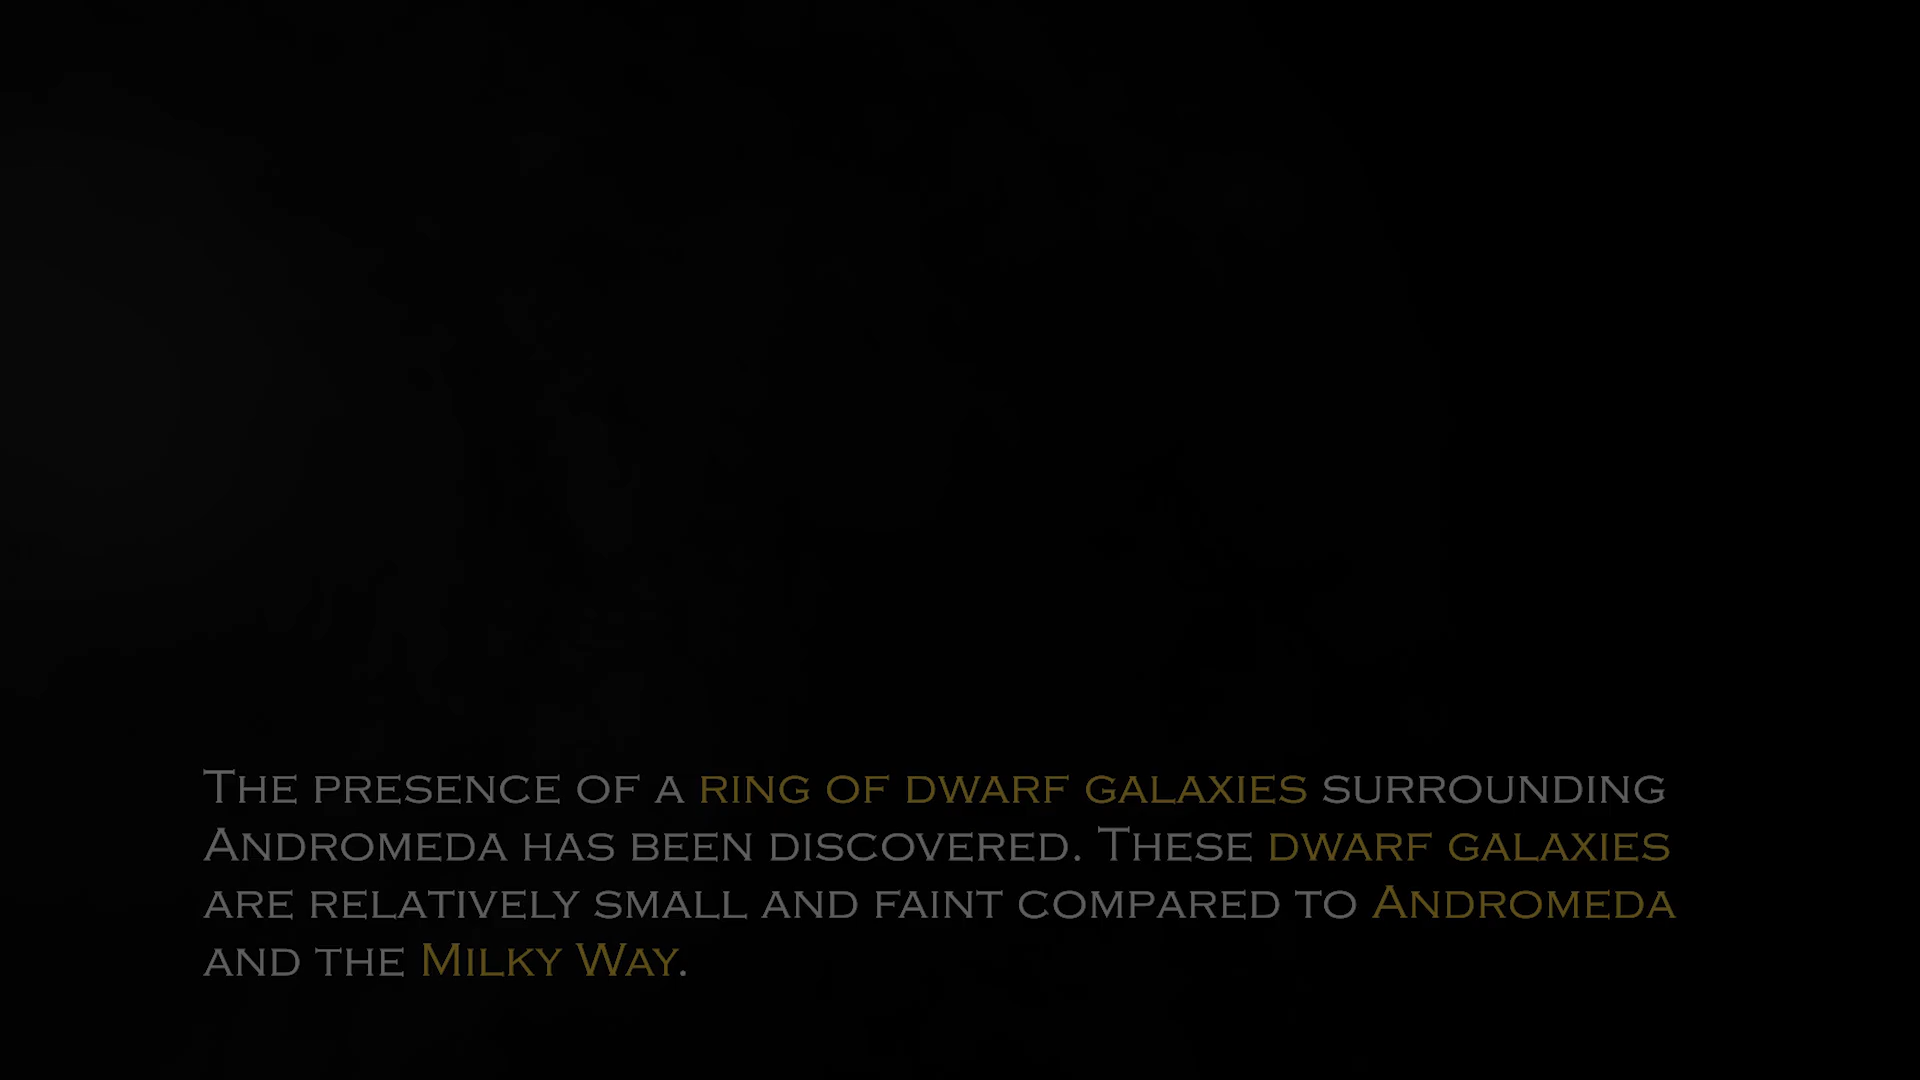 The presence of a ring of dwarf galaxies surrounding
Andromeda has been discovered. These dwarf galaxies
are relatively small and faint compared to Andromeda
and the Milky Way.